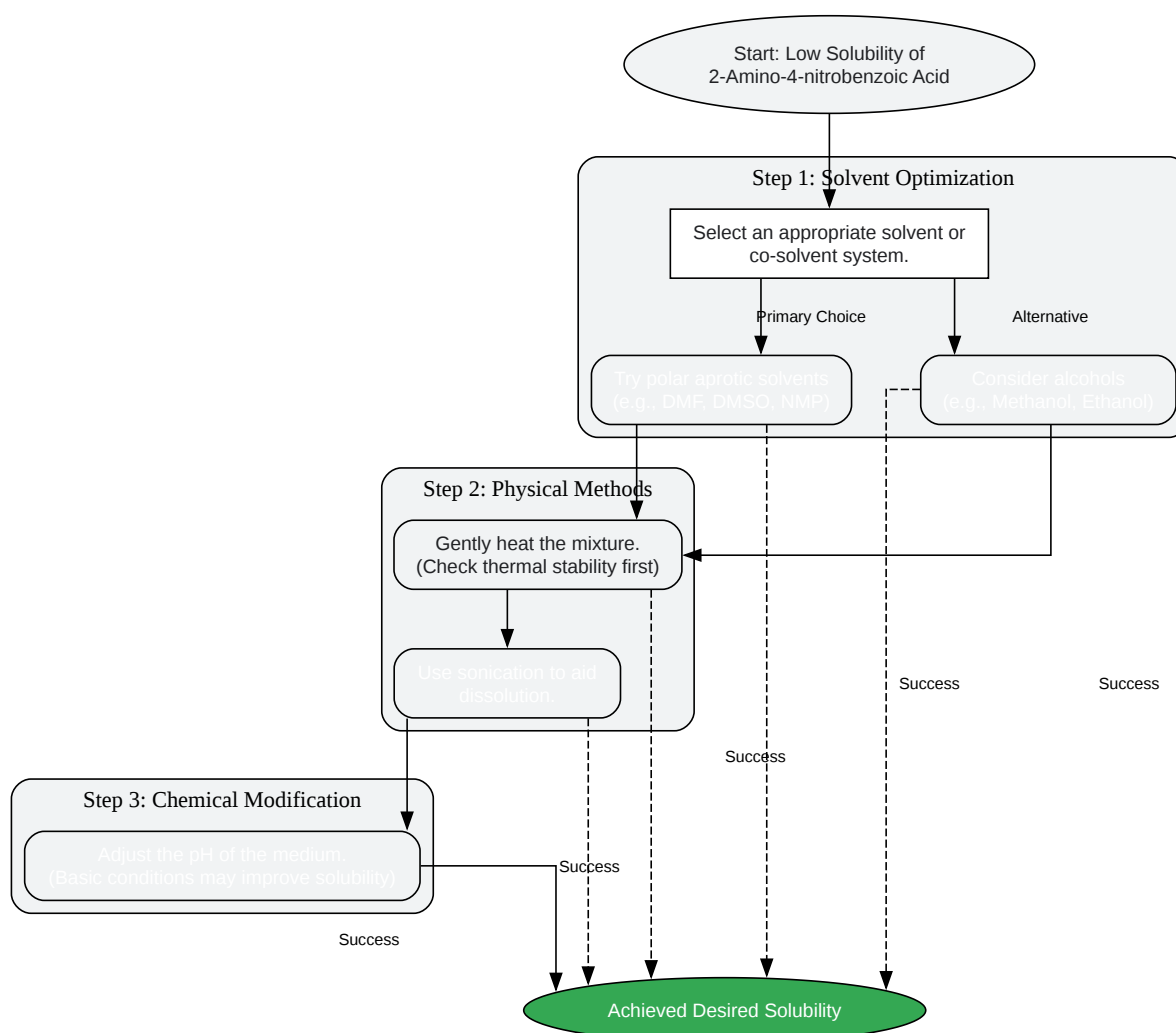 Start: Low Solubility of
2-Amino-4-nitrobenzoic Acid
Step 1: Solvent Optimization
Select an appropriate solvent or
co-solvent system.
Primary Choice
Alternative
Try polar aprotic solvents
(e.g., DMF, DMSO, NMP)
Consider alcohols
(e.g., Methanol, Ethanol)
Step 2: Physical Methods
Gently heat the mixture.
(Check thermal stability first)
Use sonication to aid
dissolution.
Success
Success
Success
Step 3: Chemical Modification
Adjust the pH of the medium.
(Basic conditions may improve solubility)
Success
Success
Achieved Desired Solubility